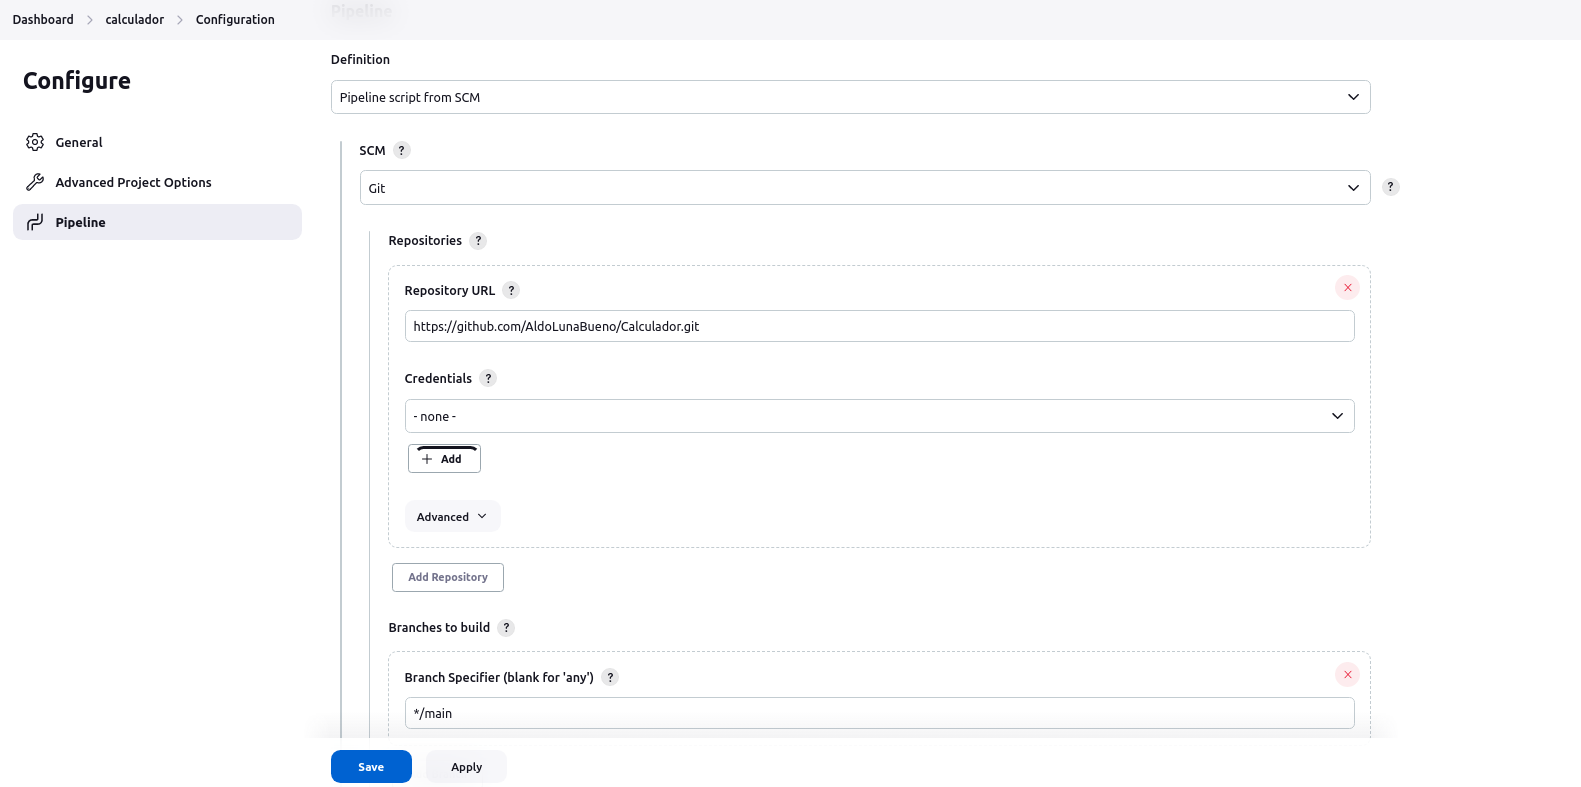 Dashboard > calculador > Configuration
Pipeline
Configure
General
Advanced Project Options
Pipeline
Definition
Pipeline script from SCM
SCM ?
Git
?
Repositories ?
Repository URL ?
https://github.com/AldoLunaBueno/Calculador.git
Credentials ?
- none -
+ Add
Advanced
Add Repository
Branches to build ?
Branch Specifier (blank for 'any') ?
*/main
Save
Apply